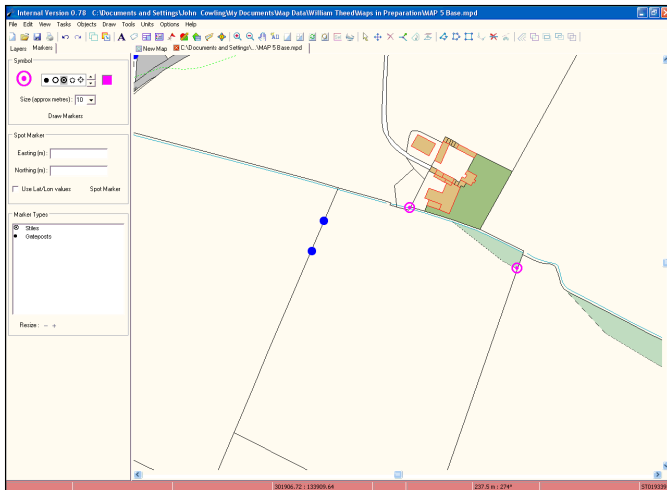 Internal Version 0.78 C:\Documents and Settings\John Cowling\My Documents\Map Data\William Theed\Maps in Preparation\MAP 5 Base.mpd
File Edit View Tasks Objects Draw Tools Units Options Help
Layers Markers
New Map C:\Documents and Settings\...\MAP 5 Base.mpd
Symbol
Size (approx metres): 10
Draw Markers
Spot Marker
Easting (m):
Northing (m):
Use Lat/Lon values Spot Marker
Marker Types
Stiles
Gateposts
Resize: - +
301906.72 : 133909.64 237.5 m : 274° ST019339